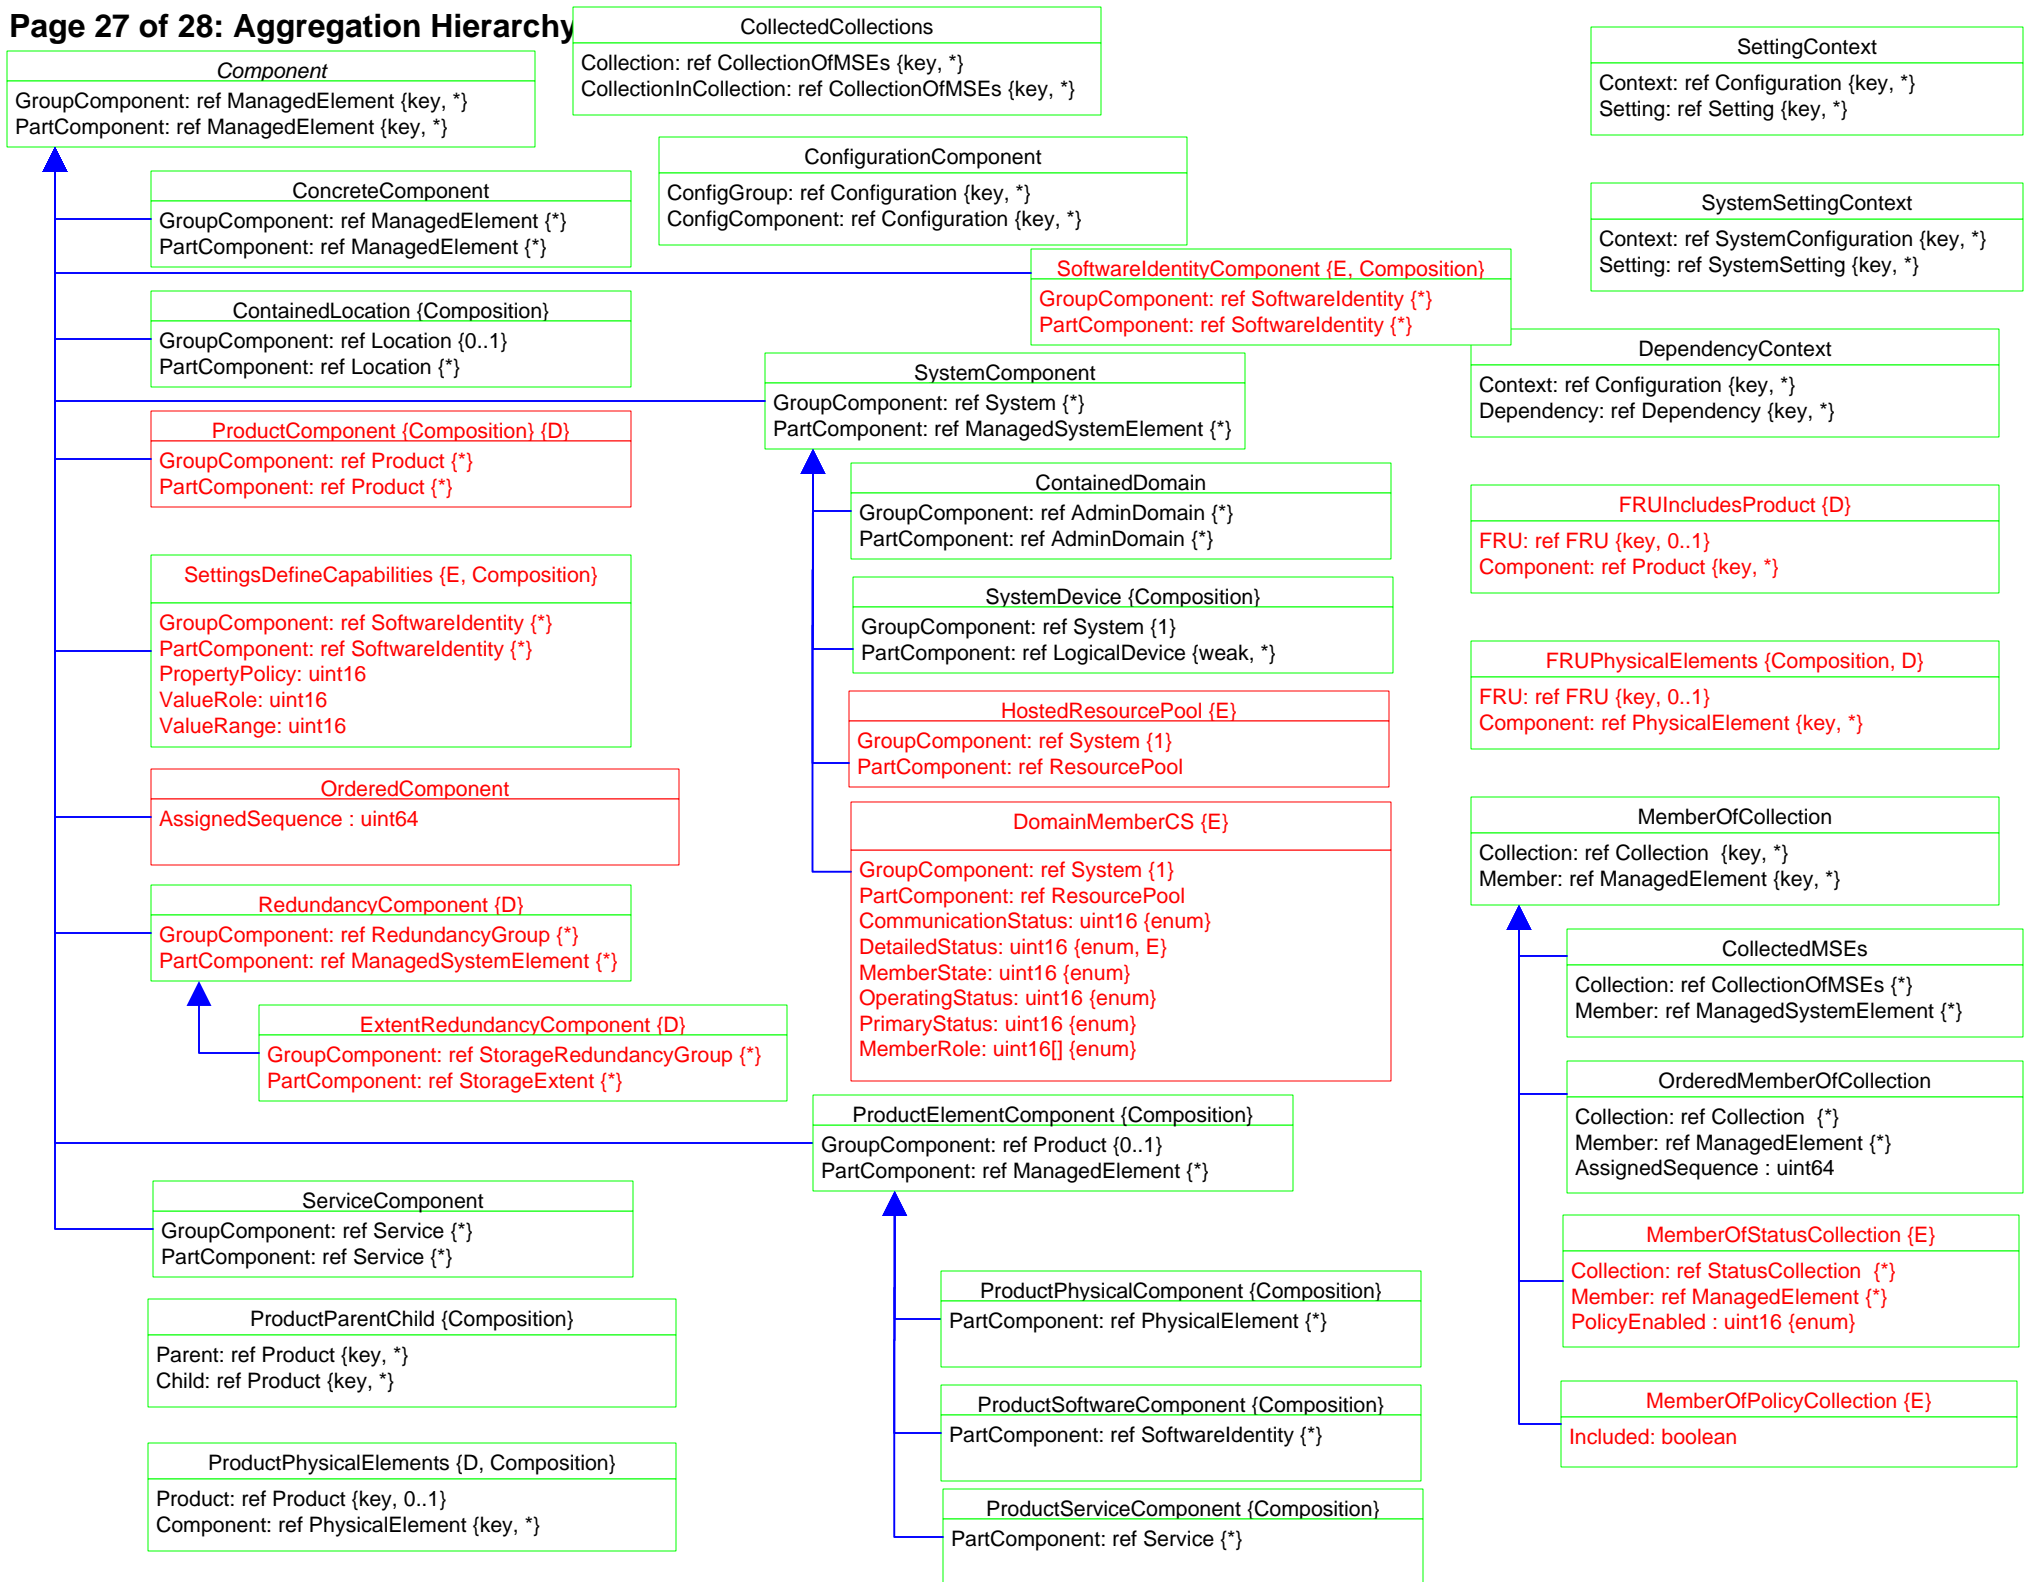 Page 27 of 28: Aggregation Hierarchy
Component
GroupComponent: ref ManagedElement {key, *}
PartComponent: ref ManagedElement {key, *}
CollectedCollections
Collection: ref CollectionOfMSEs {key, *}
CollectionInCollection: ref CollectionOfMSEs {key, *}
SettingContext
Context: ref Configuration {key, *}
Setting: ref Setting {key, *}
ConcreteComponent
GroupComponent: ref ManagedElement {*}
PartComponent: ref ManagedElement {*}
ConfigurationComponent
ConfigGroup: ref Configuration {key, *}
ConfigComponent: ref Configuration {key, *}
SystemSettingContext
Context: ref SystemConfiguration {key, *}
Setting: ref SystemSetting {key, *}
SoftwareIdentityComponent {E, Composition}
GroupComponent: ref SoftwareIdentity {*}
PartComponent: ref SoftwareIdentity {*}
ContainedLocation {Composition}
GroupComponent: ref Location {0..1}
PartComponent: ref Location {*}
SystemComponent
GroupComponent: ref System {*}
PartComponent: ref ManagedSystemElement {*}
DependencyContext
Context: ref Configuration {key, *}
Dependency: ref Dependency {key, *}
ProductComponent {Composition} {D}
GroupComponent: ref Product {*}
PartComponent: ref Product {*}
ContainedDomain
GroupComponent: ref AdminDomain {*}
PartComponent: ref AdminDomain {*}
FRUIncludesProduct {D}
FRU: ref FRU {key, 0..1}
Component: ref Product {key, *}
SettingsDefineCapabilities {E, Composition}
GroupComponent: ref SoftwareIdentity {*}
PartComponent: ref SoftwareIdentity {*}
PropertyPolicy: uint16
ValueRole: uint16
ValueRange: uint16
SystemDevice {Composition}
GroupComponent: ref System {1}
PartComponent: ref LogicalDevice {weak, *}
FRUPhysicalElements {Composition, D}
FRU: ref FRU {key, 0..1}
Component: ref PhysicalElement {key, *}
HostedResourcePool {E}
GroupComponent: ref System {1}
PartComponent: ref ResourcePool
OrderedComponent
AssignedSequence : uint64
DomainMemberCS {E}
GroupComponent: ref System {1}
PartComponent: ref ResourcePool
CommunicationStatus: uint16 {enum}
DetailedStatus: uint16 {enum, E}
MemberState: uint16 {enum}
OperatingStatus: uint16 {enum}
PrimaryStatus: uint16 {enum}
MemberRole: uint16[] {enum}
MemberOfCollection
Collection: ref Collection  {key, *}
Member: ref ManagedElement {key, *}
RedundancyComponent {D}
GroupComponent: ref RedundancyGroup {*}
PartComponent: ref ManagedSystemElement {*}
CollectedMSEs
Collection: ref CollectionOfMSEs {*}
Member: ref ManagedSystemElement {*}
ExtentRedundancyComponent {D}
GroupComponent: ref StorageRedundancyGroup {*}
PartComponent: ref StorageExtent {*}
OrderedMemberOfCollection
Collection: ref Collection  {*}
Member: ref ManagedElement {*}
AssignedSequence : uint64
ProductElementComponent {Composition}
GroupComponent: ref Product {0..1}
PartComponent: ref ManagedElement {*}
ServiceComponent
GroupComponent: ref Service {*}
PartComponent: ref Service {*}
MemberOfStatusCollection {E}
Collection: ref StatusCollection  {*}
Member: ref ManagedElement {*}
PolicyEnabled : uint16 {enum}
ProductPhysicalComponent {Composition}
PartComponent: ref PhysicalElement {*}
ProductParentChild {Composition}
Parent: ref Product {key, *}
Child: ref Product {key, *}
ProductSoftwareComponent {Composition}
PartComponent: ref SoftwareIdentity {*}
MemberOfPolicyCollection {E}
Included: boolean
ProductPhysicalElements {D, Composition}
Product: ref Product {key, 0..1}
Component: ref PhysicalElement {key, *}
ProductServiceComponent {Composition}
PartComponent: ref Service {*}